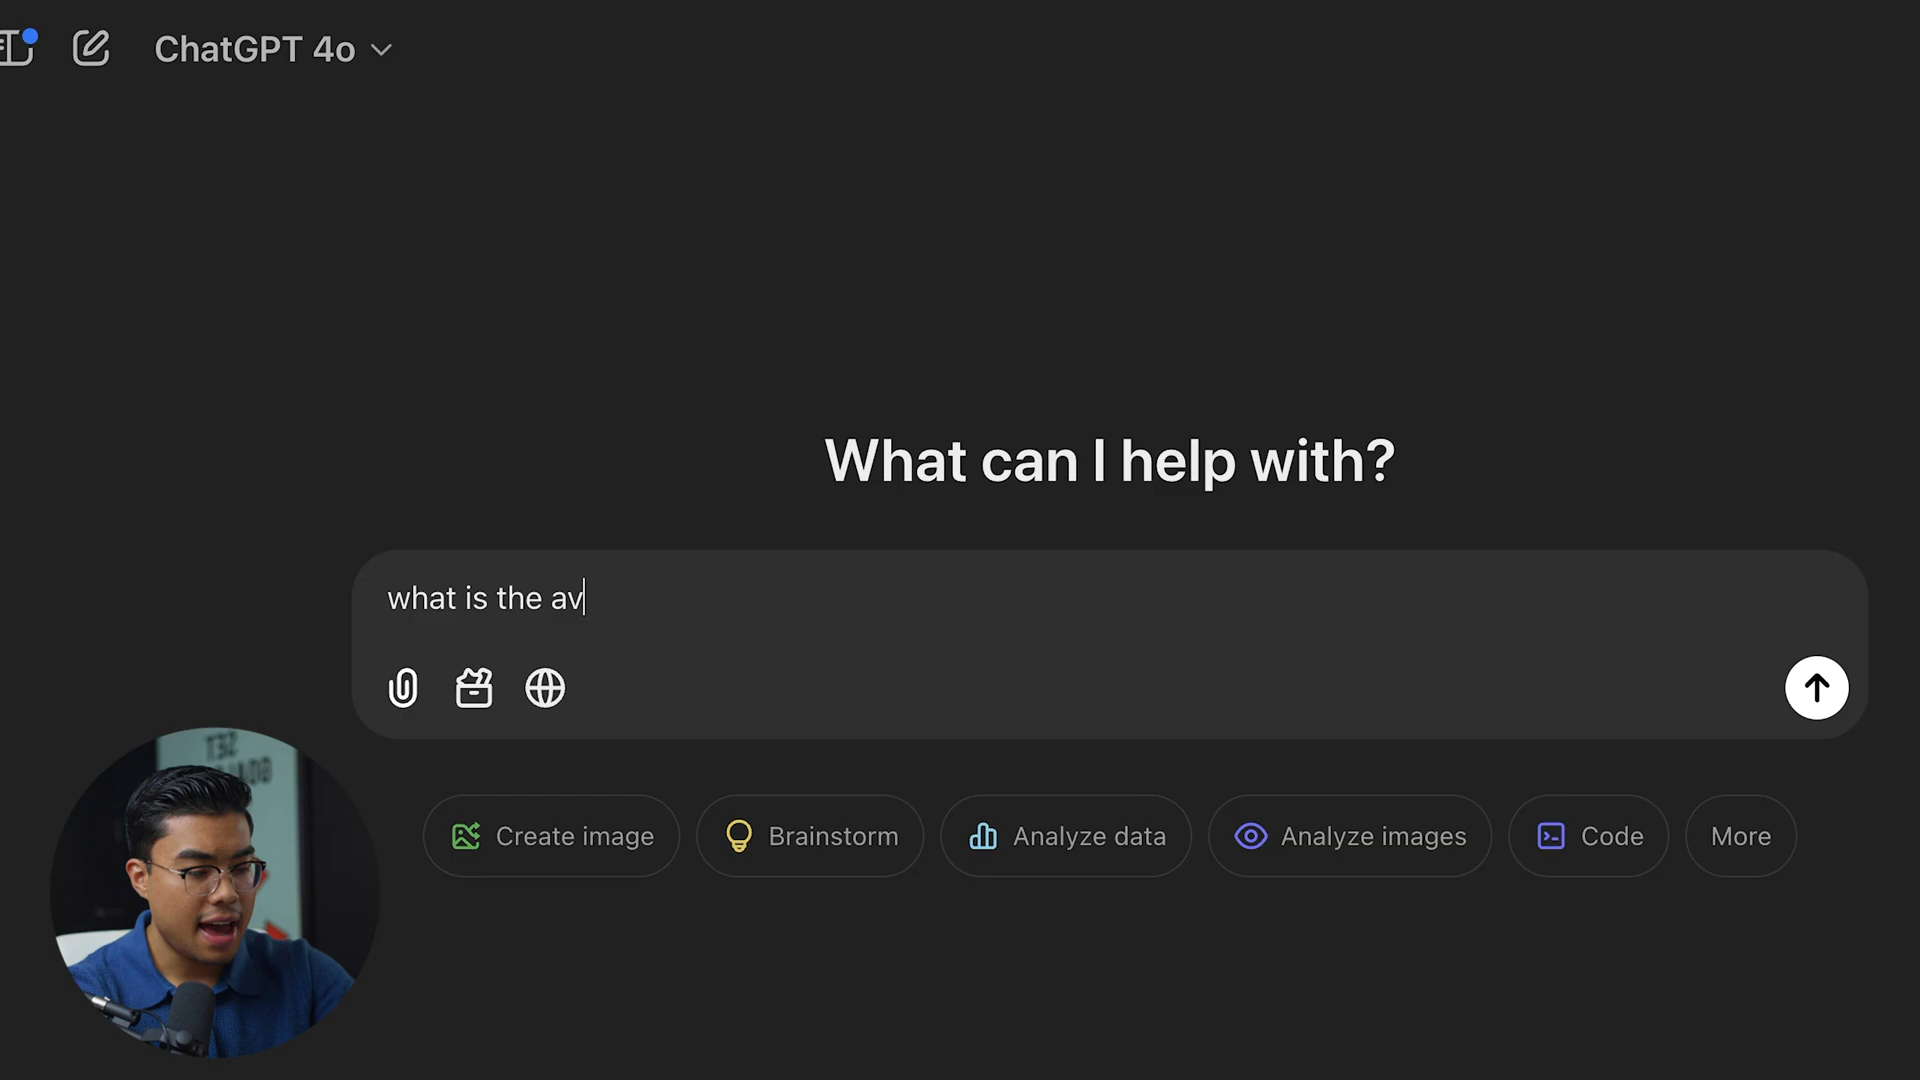 ChatGPT 4o
What can I help with?
what is the av
Create image
Brainstorm
Analyze data
Analyze images
Code
More
SET